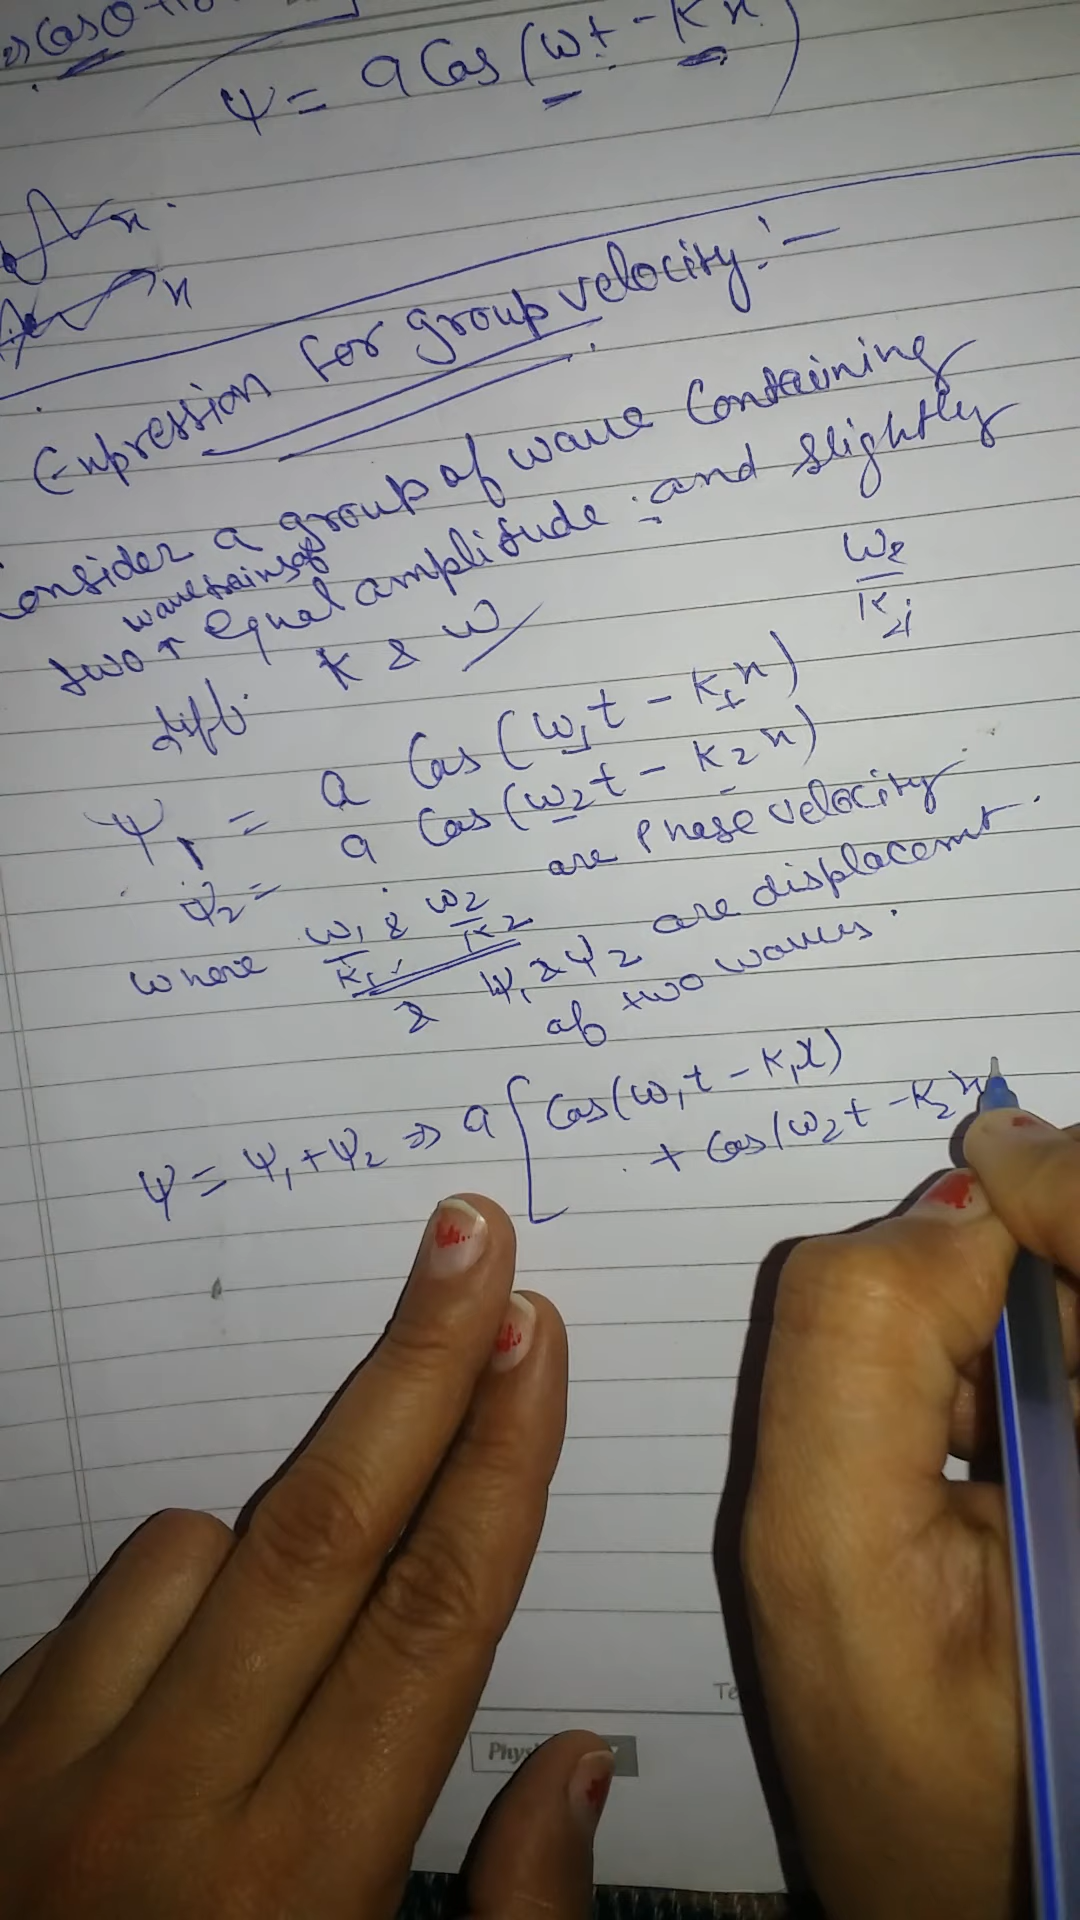 ψ = a Cos (ωt - Kx)
x
x
Expression for group velocity :-
Consider a group of wave Containing
wave trains of
two equal amplitude and slightly
diff. K & ω
ω2
K2
ψ1 = a Cos (ω1t - K1x)
ψ2 = a Cos (ω2t - K2x)
where ω1/K1 & ω2/K2 are Phase velocity
& ψ1 & ψ2 are displacemnt
of two waves.
ψ = ψ1 + ψ2 ⇒ a [Cos(ω1t - K1x)
+ Cos(ω2t - K2x